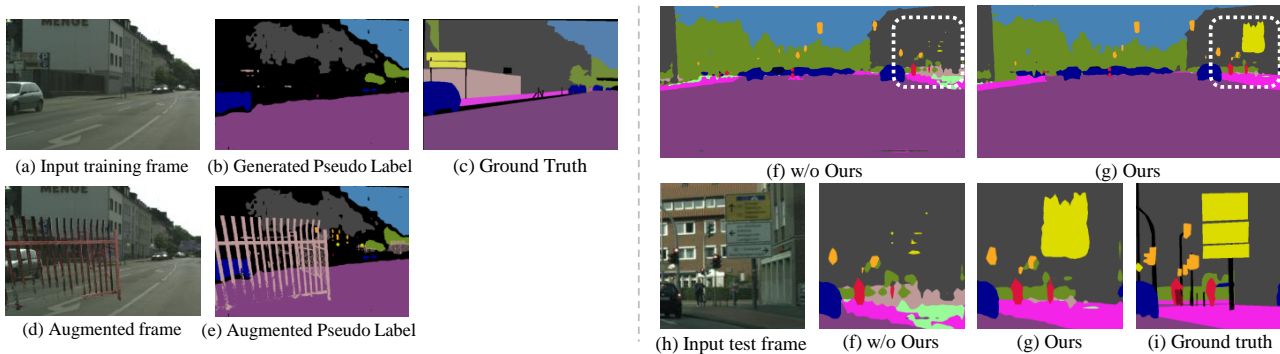 MENGE
(a) Input training frame
(b) Generated Pseudo Label
(c) Ground Truth
MENGE
(d) Augmented frame
(e) Augmented Pseudo Label
(f) w/o Ours
(g) Ours
(h) Input test frame
(f) w/o Ours
(g) Ours
(i) Ground truth